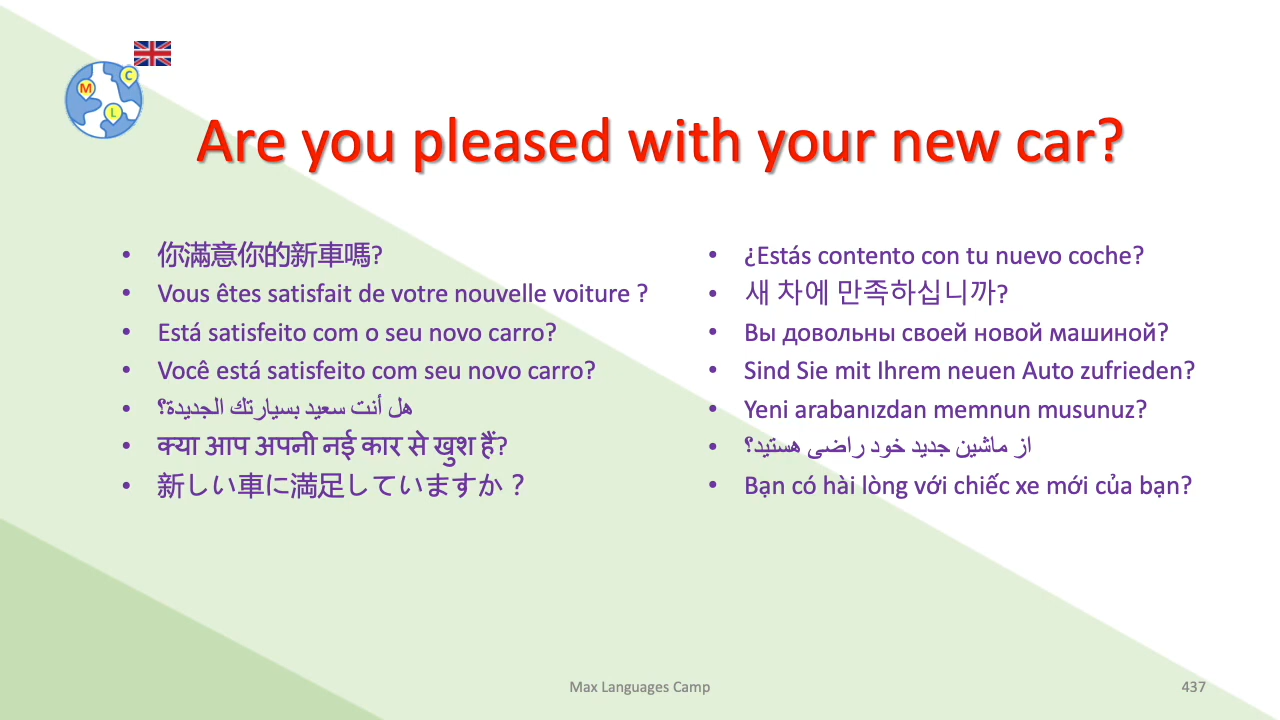 M C L
Are you pleased with your new car?
• 你滿意你的新車嗎?
• Vous êtes satisfait de votre nouvelle voiture ?
• Está satisfeito com o seu novo carro?
• Você está satisfeito com seu novo carro?
• هل أنت سعيد بسيارتك الجديدة؟
• क्या आप अपनी नई कार से खुश हैं?
• 新しい車に満足していますか？
• ¿Estás contento con tu nuevo coche?
• 새 차에 만족하십니까?
• Вы довольны своей новой машиной?
• Sind Sie mit Ihrem neuen Auto zufrieden?
• Yeni arabanızdan memnun musunuz?
• از ماشین جدید خود راضی هستید؟
• Bạn có hài lòng với chiếc xe mới của bạn?
Max Languages Camp
437